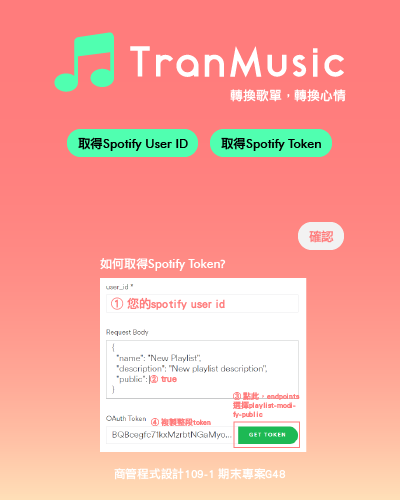 TranMusic
轉換歌單，轉換心情
取得Spotify User ID
取得Spotify Token
確認
如何取得Spotify Token?
user_id *
① 您的spotify user id
Request Body
{
"name": "New Playlist",
"description": "New playlist description",
"public": ② true
}
③ 點此，endpoints
選擇playlist-modi-
fy-public
OAuth Token
④ 複製整段token
BQBcegfc71kxMzrbtNGaMyo...
GET TOKEN
商管程式設計109-1 期末專案G48